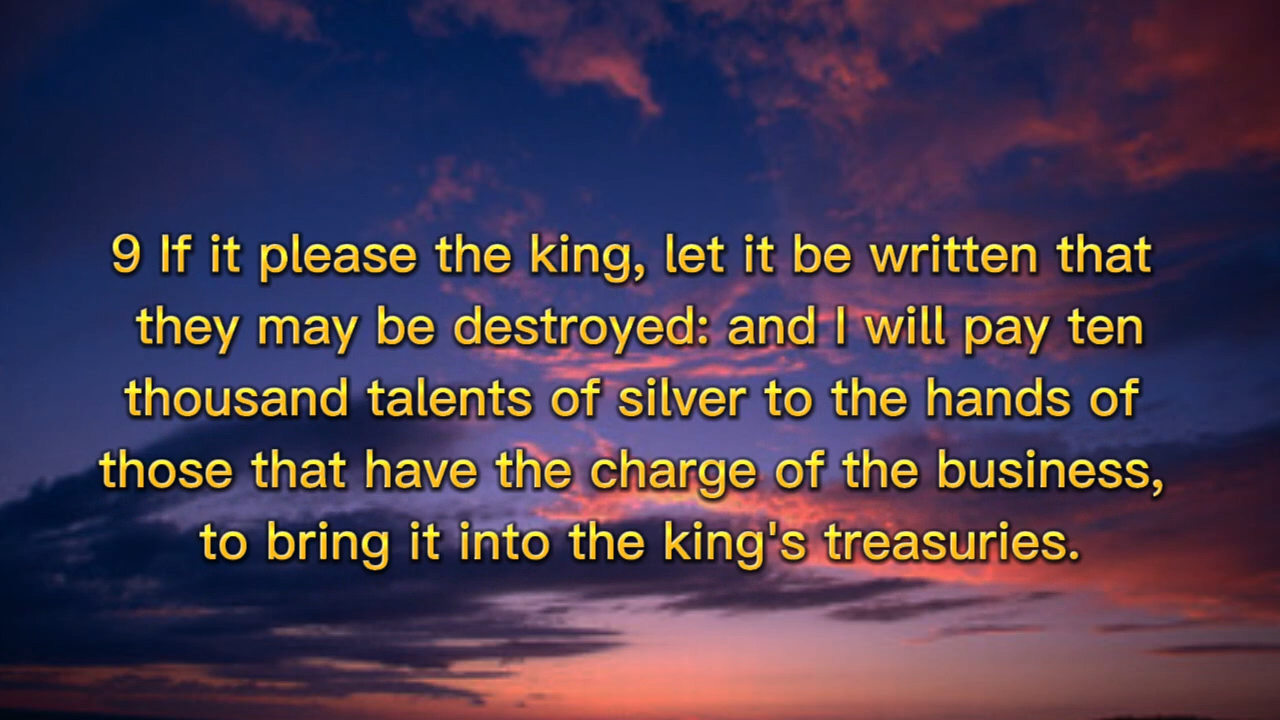 9 If it please the king, let it be written that
they may be destroyed: and I will pay ten
thousand talents of silver to the hands of
those that have the charge of the business,
to bring it into the king's treasuries.